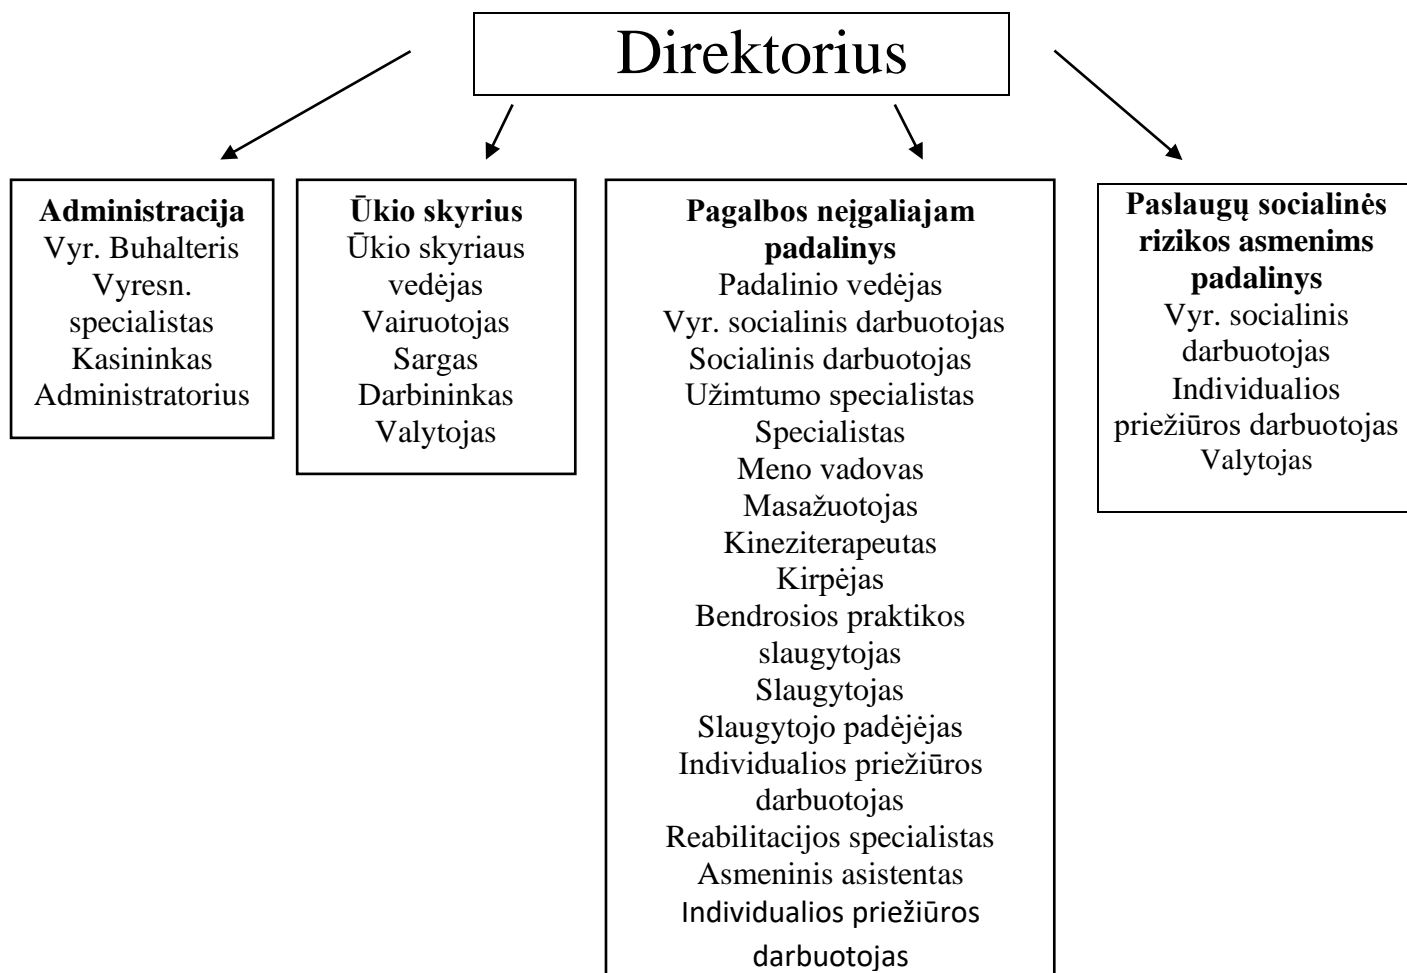 Direktorius
Administracija
Vyr. Buhalteris
Vyresn.
specialistas
Kasininkas
Administratorius
Ūkio skyrius
Ūkio skyriaus
vedėjas
Vairuotojas
Sargas
Darbininkas
Valytojas
Pagalbos neįgaliajam
padalinys
Padalinio vedėjas
Vyr. socialinis darbuotojas
Socialinis darbuotojas
Užimtumo specialistas
Specialistas
Meno vadovas
Masažuotojas
Kineziterapeutas
Kirpėjas
Bendrosios praktikos
slaugytojas
Slaugytojas
Slaugytojo padėjėjas
Individualios priežiūros
darbuotojas
Reabilitacijos specialistas
Asmeninis asistentas
Individualios priežiūros
darbuotojas
Paslaugų socialinės
rizikos asmenims
padalinys
Vyr. socialinis
darbuotojas
Individualios
priežiūros darbuotojas
Valytojas